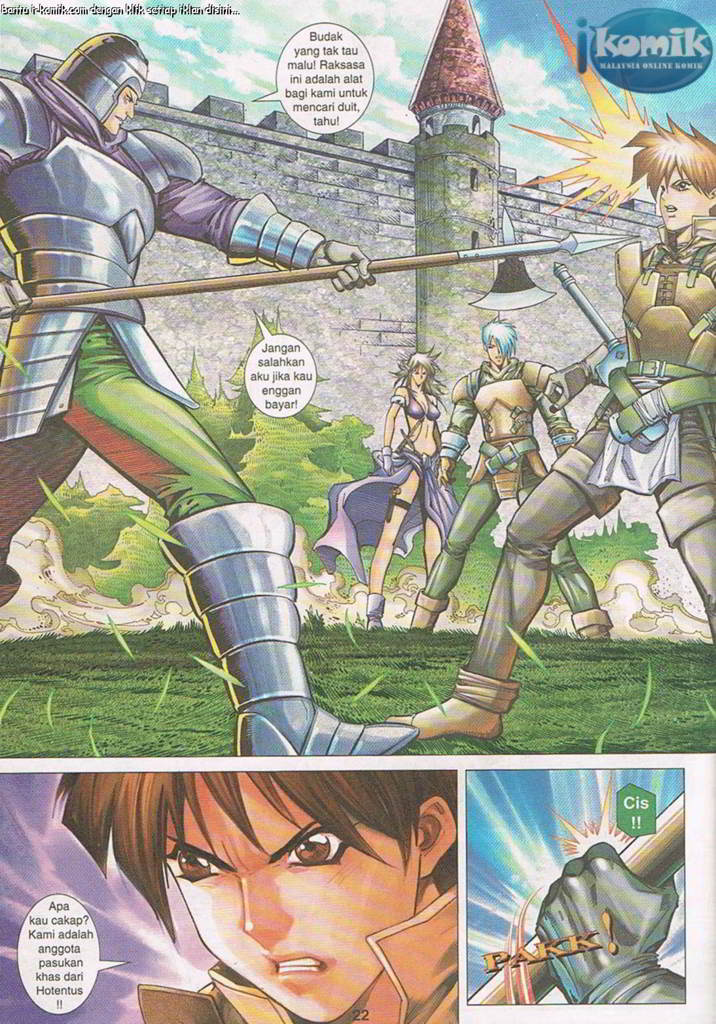 bantu i-komik.com dengan klik setiap iklan disini...
ikomik
MALAYSIA ONLINE KOMIK
Budak
yang tak tau
malu! Raksasa
ini adalah alat
bagi kami untuk
mencari duit,
tahu!
Jangan
salahkan
aku jika kau
enggan
bayar!
Apa
kau cakap?
Kami adalah
anggota
pasukan
khas dari
Hotentus
!!
Cis
!!
PAKK!
22